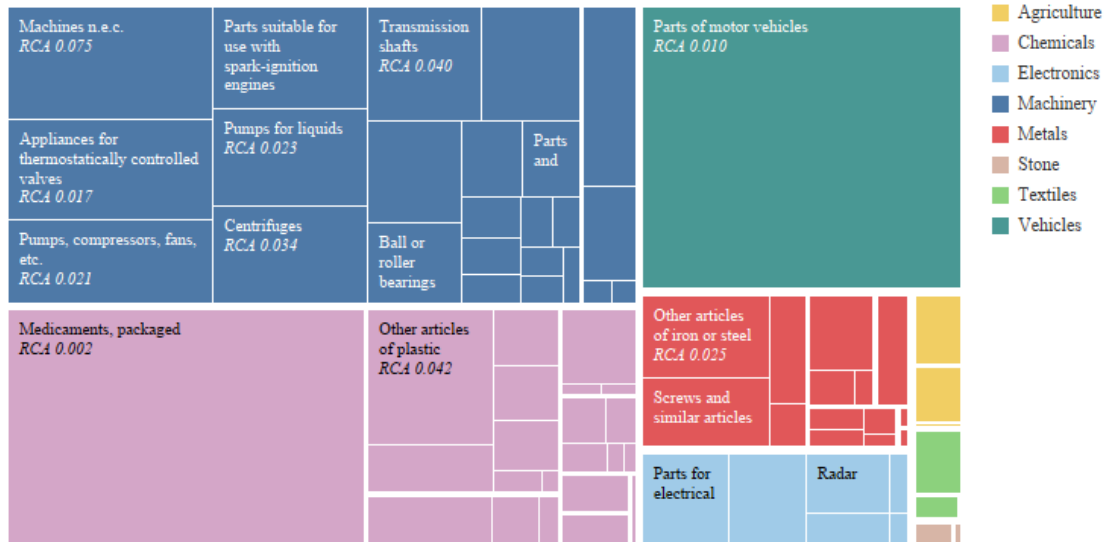 Machines n.e.c.
RCA 0.075
Parts suitable for
use with
spark-ignition
engines
Transmission
shafts
RCA 0.040
Parts of motor vehicles
RCA 0.010
Appliances for
thermostatically controlled
valves
RCA 0.017
Pumps for liquids
RCA 0.023
Parts
and
Pumps, compressors, fans,
etc.
RCA 0.021
Centrifuges
RCA 0.034
Ball or
roller
bearings
Medicaments, packaged
RCA 0.002
Other articles
of plastic
RCA 0.042
Other articles
of iron or steel
RCA 0.025
Screws and
similar articles
Parts for
electrical
Radar
Agriculture
Chemicals
Electronics
Machinery
Metals
Stone
Textiles
Vehicles